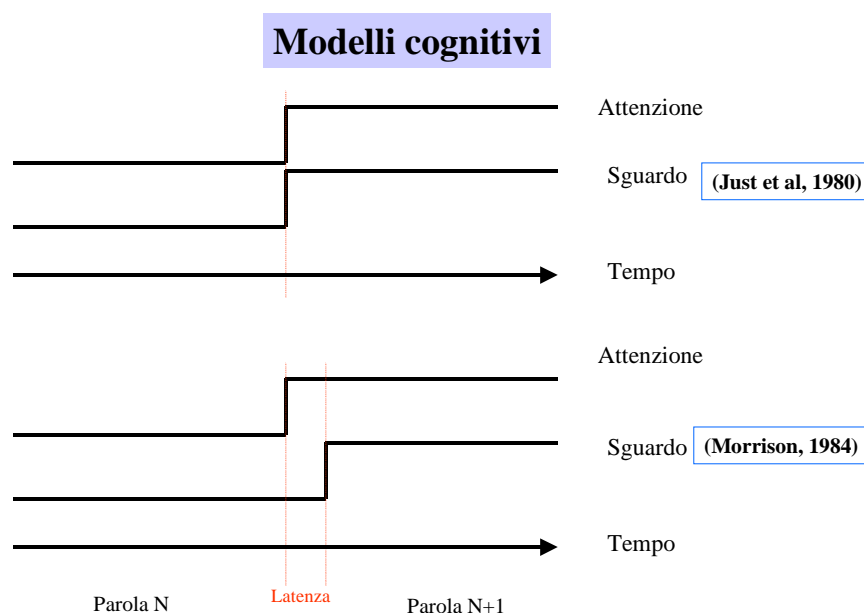 Modelli cognitivi
Attenzione
Sguardo
(Just et al, 1980)
Tempo
Attenzione
Sguardo
(Morrison, 1984)
Tempo
Parola N
Latenza
Parola N+1